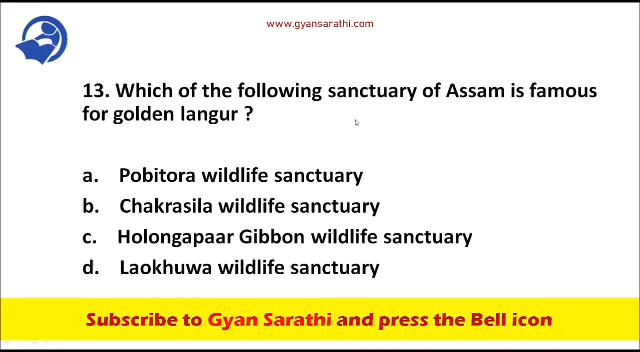 www.gyansarathi.com
13. Which of the following sanctuary of Assam is famous
for golden langur ?
a. Pobitora wildlife sanctuary
b. Chakrasila wildlife sanctuary
c. Holongapaar Gibbon wildlife sanctuary
d. Laokhuwa wildlife sanctuary
Subscribe to Gyan Sarathi and press the Bell icon